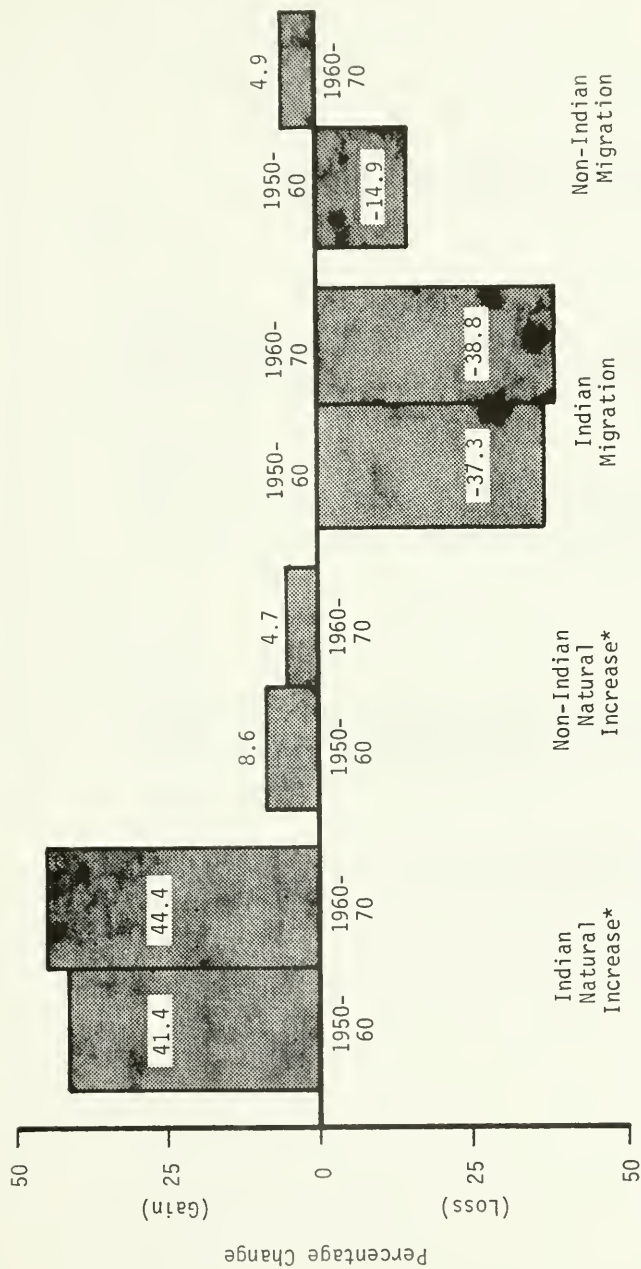 Percentage Change
(Gain)
(Loss)
50
25
0
25
50
41.4
44.4
1950-
60
1960-
70
Indian
Natural
Increase*
8.6
4.7
1950-
60
1960-
70
Non-Indian
Natural
Increase*
1950-
60
1960-
70
-37.3
-38.8
Indian
Migration
1950-
60
4.9
-14.9
1960-
70
Non-Indian
Migration